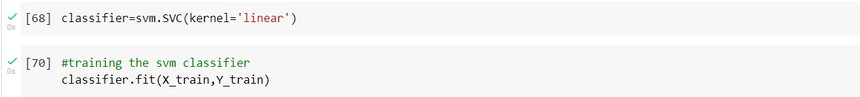 [68] classifier=svm.SVC(kernel='linear')
0s
[70] #training the svm classifier
0s
classifier.fit(X_train,Y_train)